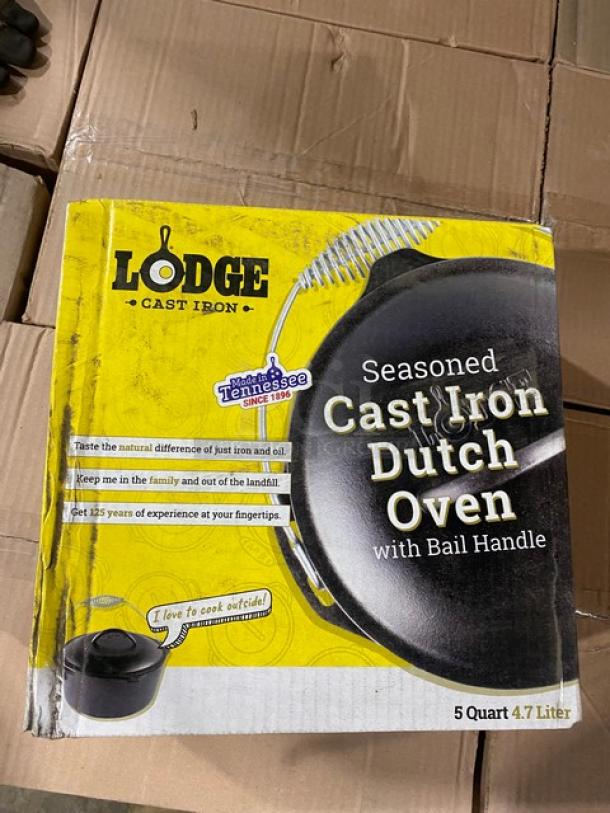 LODGE
CAST IRON
Made in
Tennessee
SINCE 1896
Seasoned
Cast Iron
Dutch
Oven
with Bail Handle
Taste the natural difference of just iron and oil.
Keep me in the family and out of the landfill.
Get 125 years of experience at your fingertips.
I love to cook outside!
5 Quart 4.7 Liter